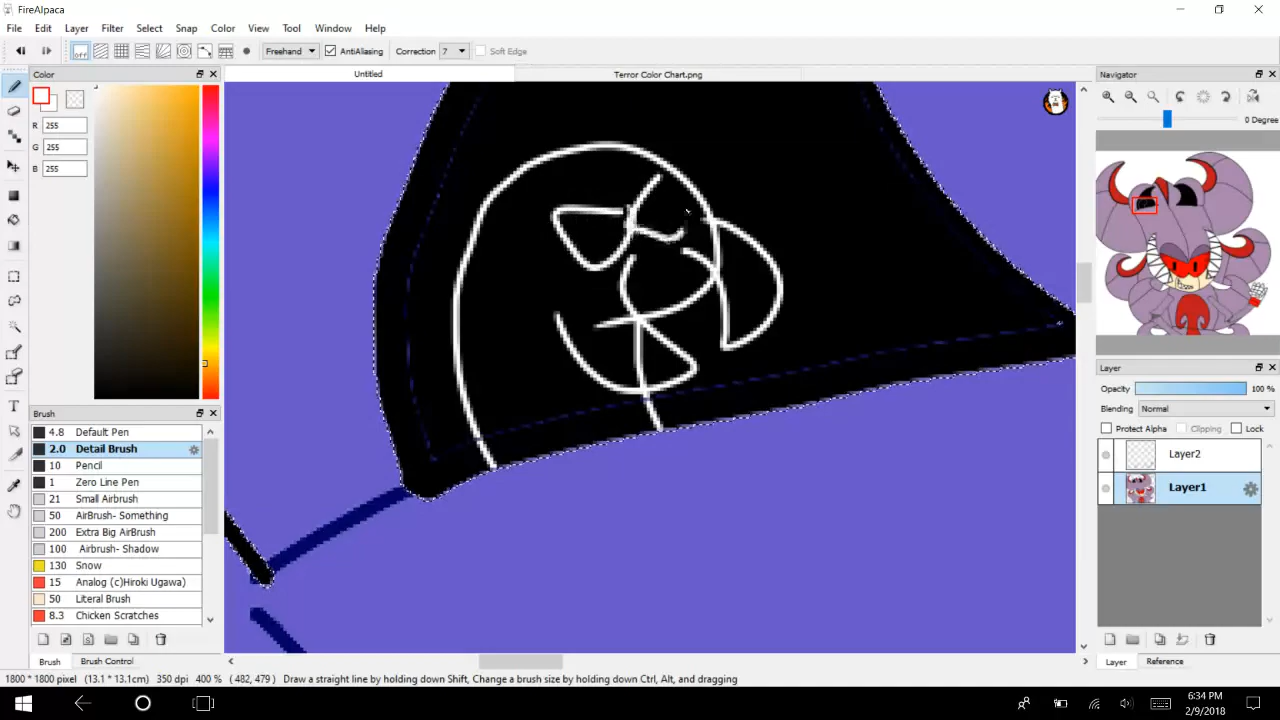 FireAlpaca
File Edit Layer Filter Select Snap Color View Tool Window Help
off Freehand AntiAliasing Correction 7 Soft Edge
Color
Untitled Terror Color Chart.png
Navigator
0 Degree
R 255
G 255
B 255
Layer
Opacity 100 %
Blending Normal
Protect Alpha Clipping Lock
Layer2
Layer1
Brush
4.8 Default Pen
2.0 Detail Brush
10 Pencil
1 Zero Line Pen
21 Small Airbrush
50 AirBrush- Something
200 Extra Big AirBrush
100 Airbrush- Shadow
130 Snow
15 Analog (c)Hiroki Ugawa)
50 Literal Brush
8.3 Chicken Scratches
Brush Brush Control
Layer Reference
1800 * 1800 pixel (13.1 * 13.1cm) 350 dpi 400 % ( 482, 479 ) Draw a straight line by holding down Shift, Change a brush size by holding down Ctrl, Alt, and dragging
6:34 PM
2/9/2018